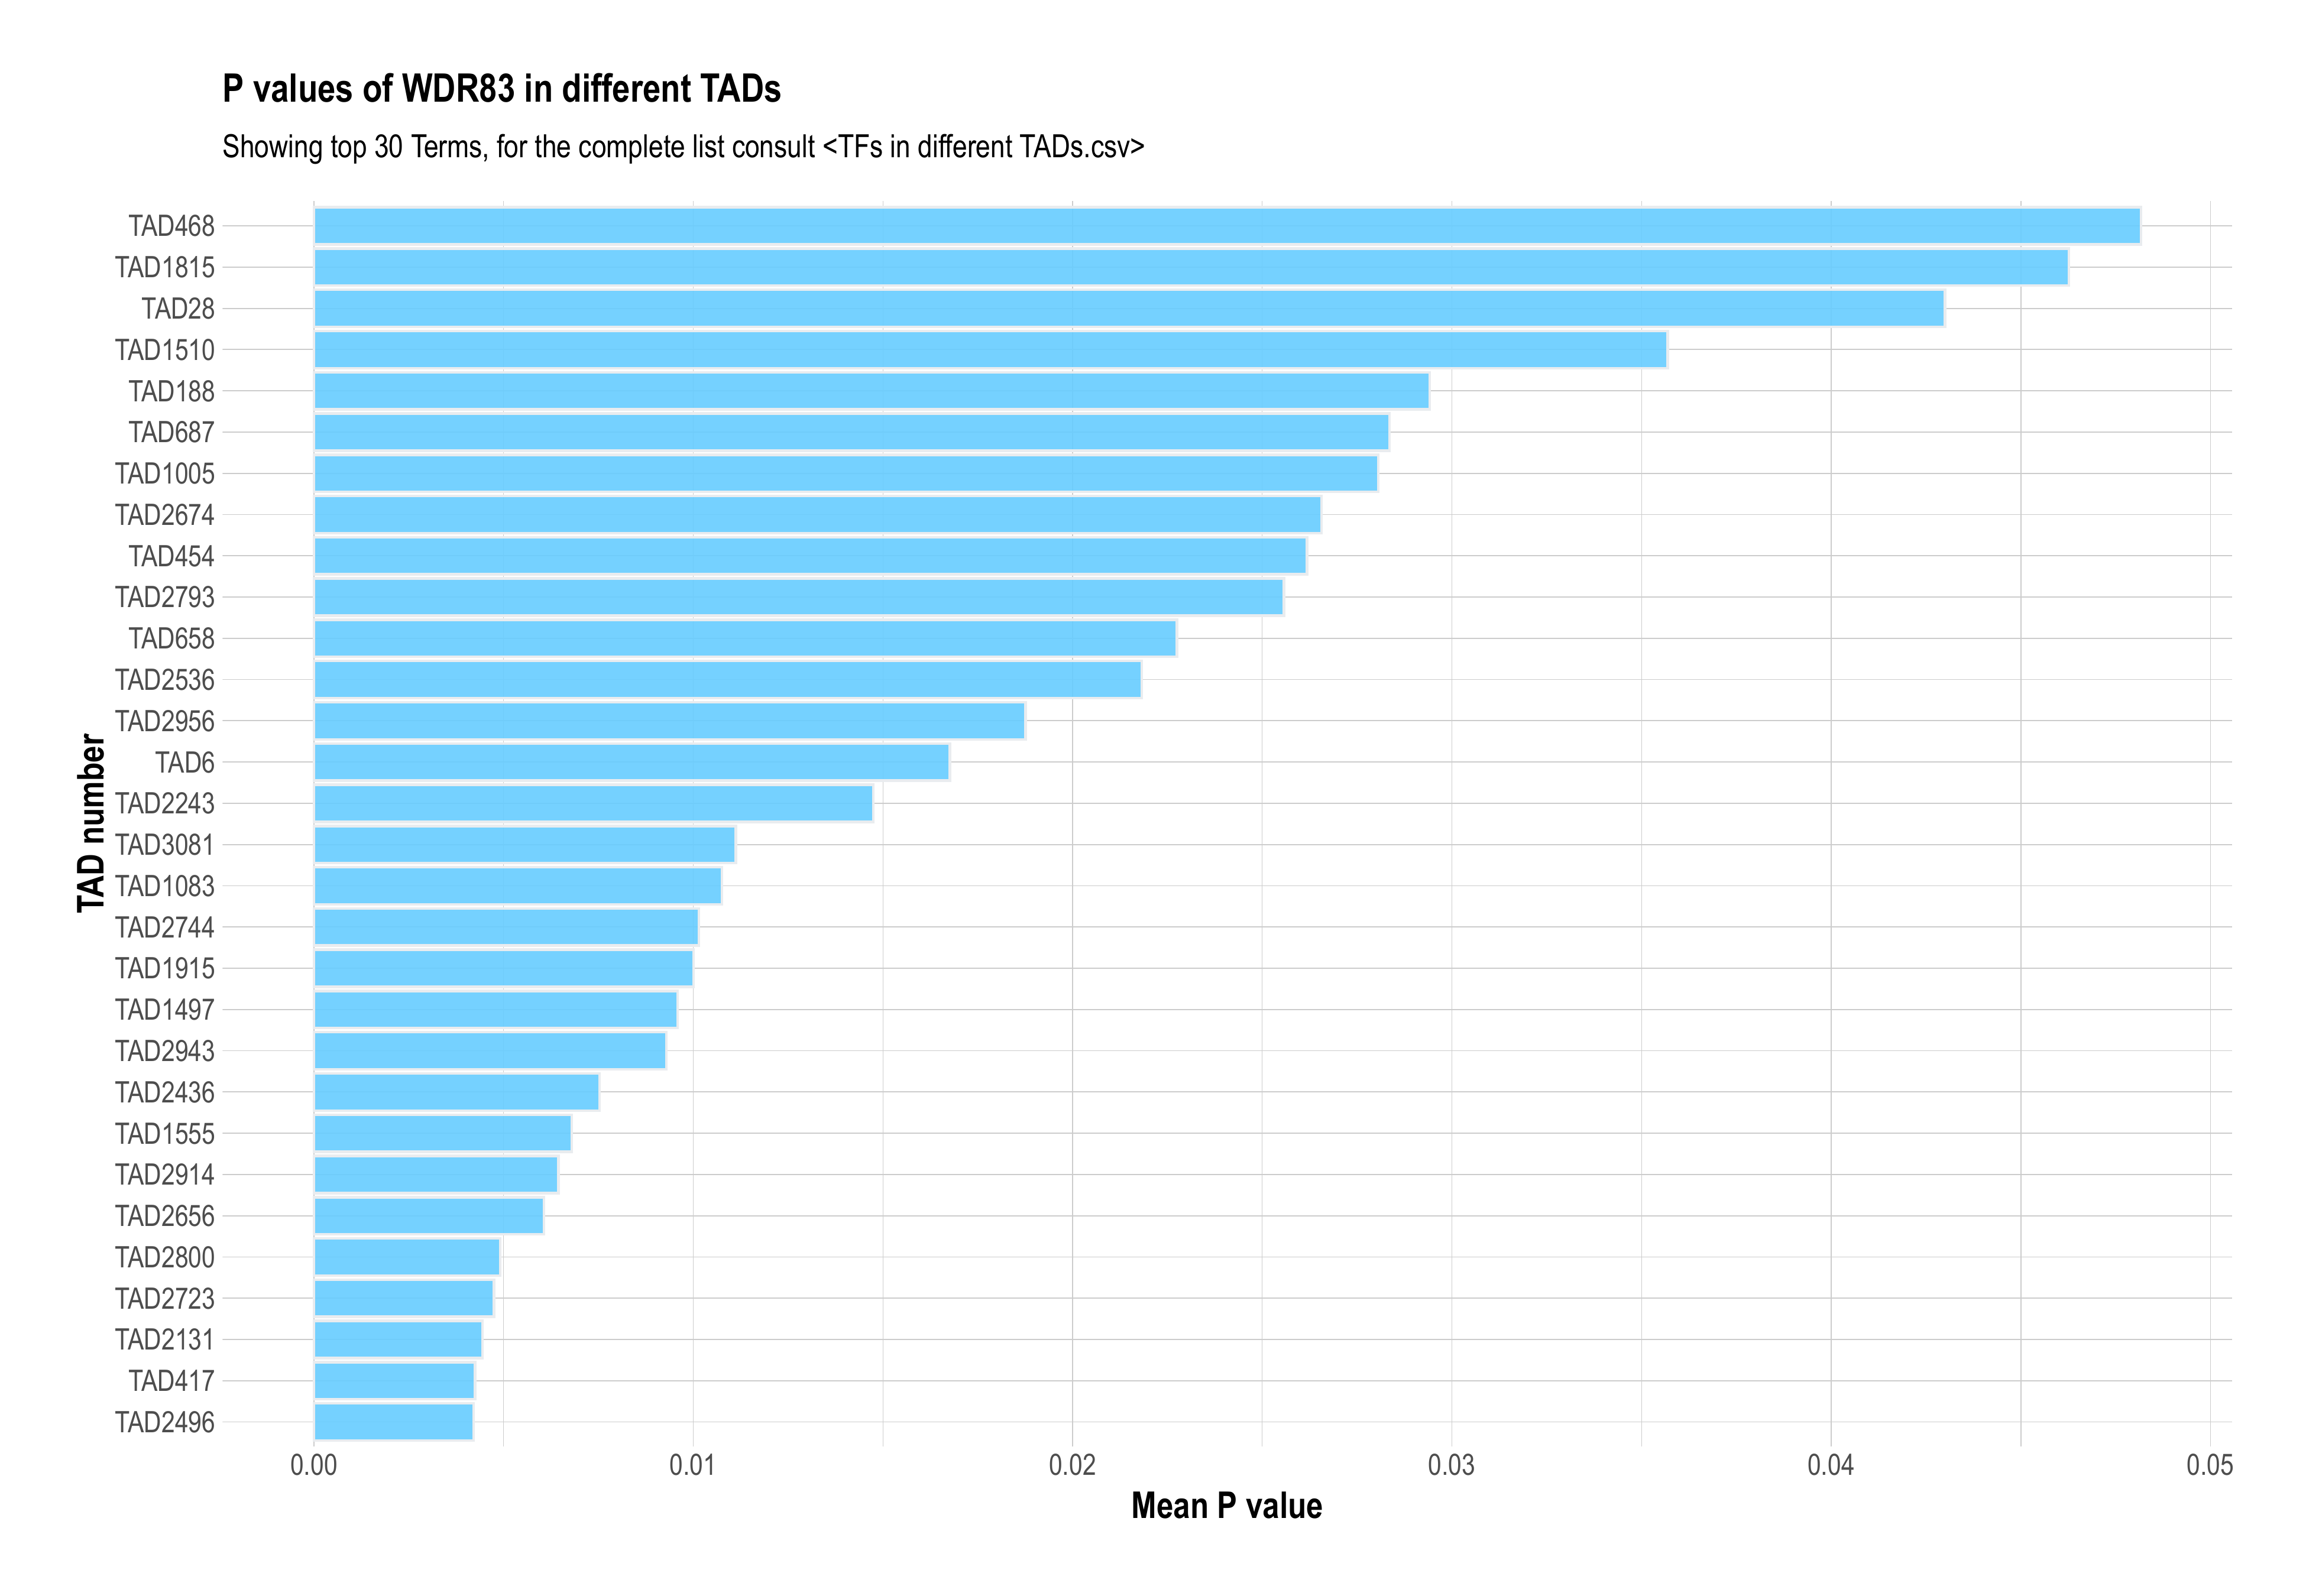 P values of WDR83 in different TADs
Showing top 30 Terms, for the complete list consult <TFs in different TADs.csv>
TAD468
TAD1815
TAD28
TAD1510
TAD188
TAD687
TAD1005
TAD2674
TAD454
TAD2793
TAD658
TAD2536
TAD2956
TAD6
TAD2243
TAD3081
TAD1083
TAD2744
TAD1915
TAD1497
TAD2943
TAD2436
TAD1555
TAD2914
TAD2656
TAD2800
TAD2723
TAD2131
TAD417
TAD2496
TAD number
0.00 0.01 0.02 0.03 0.04 0.05
Mean P value